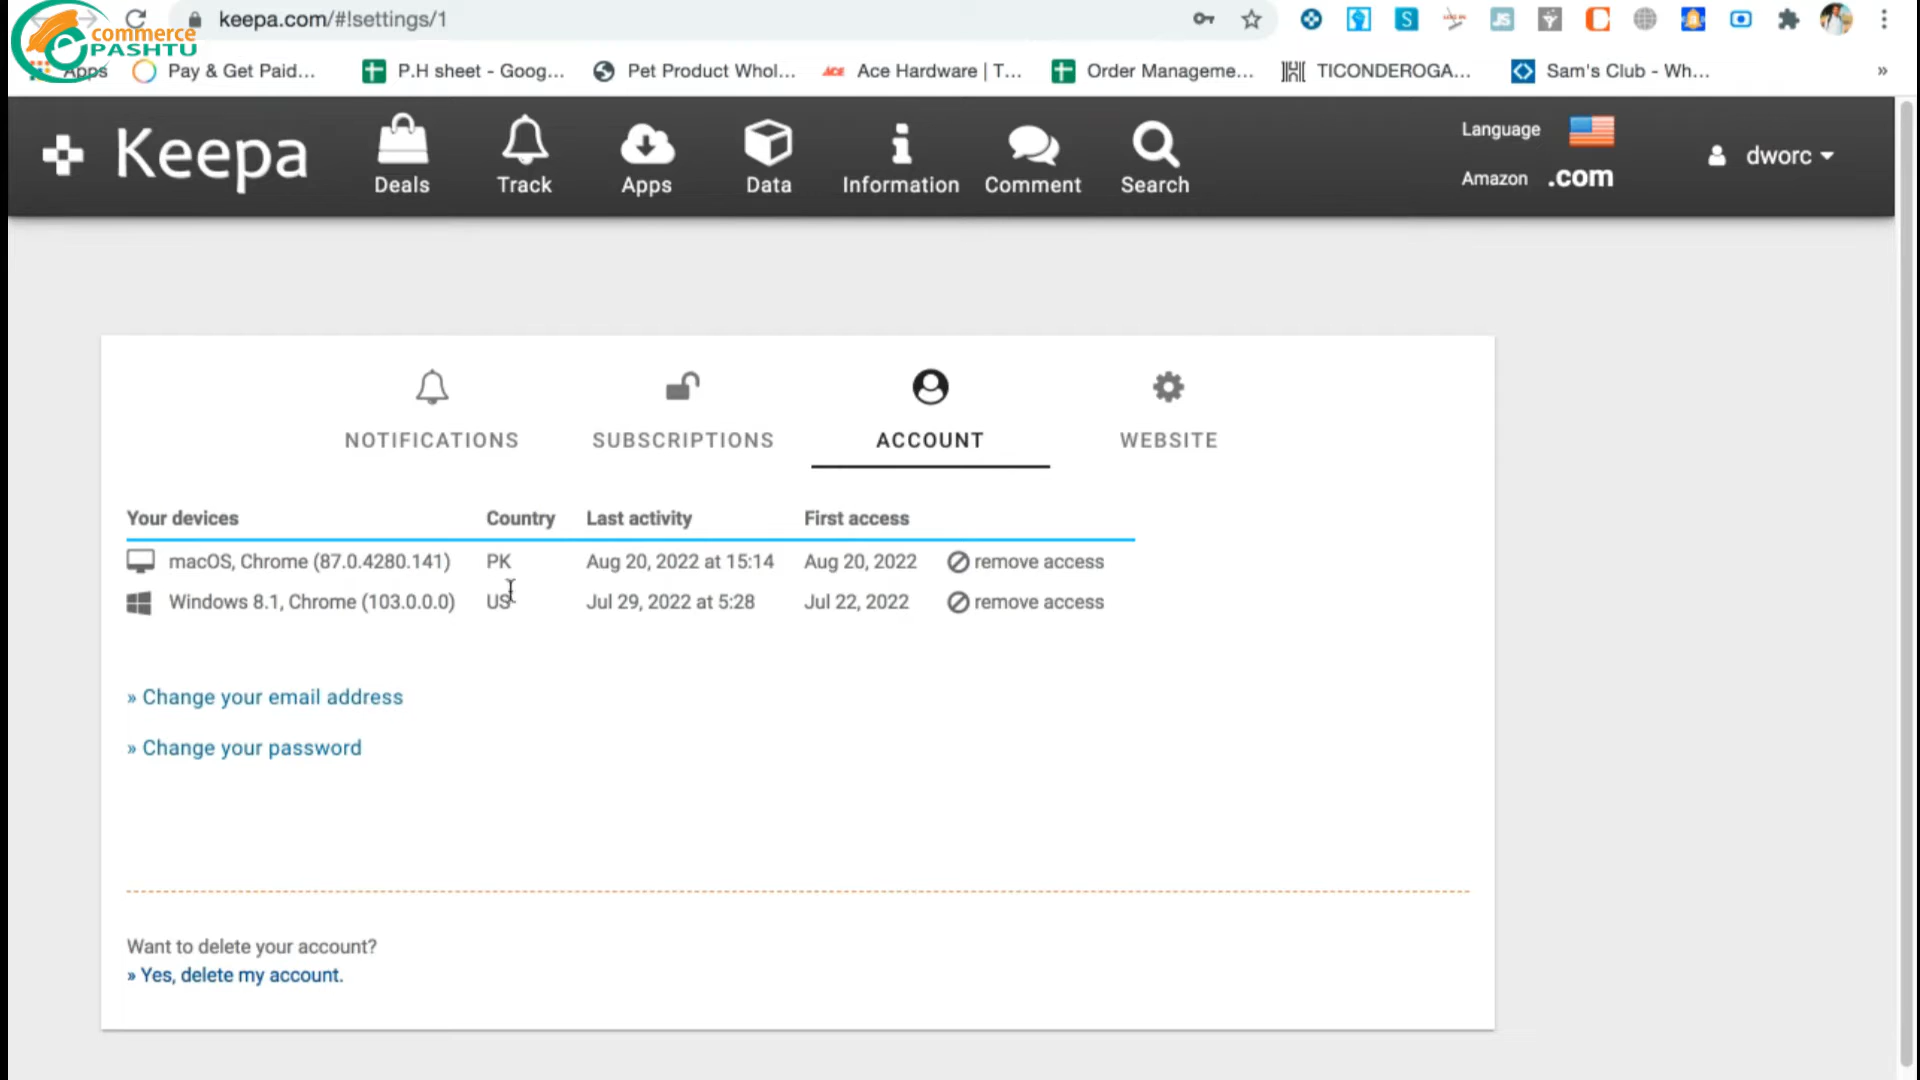 keepa.com/#!settings/1
commerce
PASHTU
Apps
Pay & Get Paid...
P.H sheet - Goog...
Pet Product Whol...
Ace Hardware | T...
Order Manageme...
TICONDEROGA...
Sam's Club - Wh...
»
Keepa
Deals
Track
Apps
Data
Information
Comment
Search
Language
Amazon .com
dworc
NOTIFICATIONS
SUBSCRIPTIONS
ACCOUNT
WEBSITE
Your devices Country Last activity First access
macOS, Chrome (87.0.4280.141) PK Aug 20, 2022 at 15:14 Aug 20, 2022 remove access
Windows 8.1, Chrome (103.0.0.0) US Jul 29, 2022 at 5:28 Jul 22, 2022 remove access
» Change your email address
» Change your password
Want to delete your account?
» Yes, delete my account.